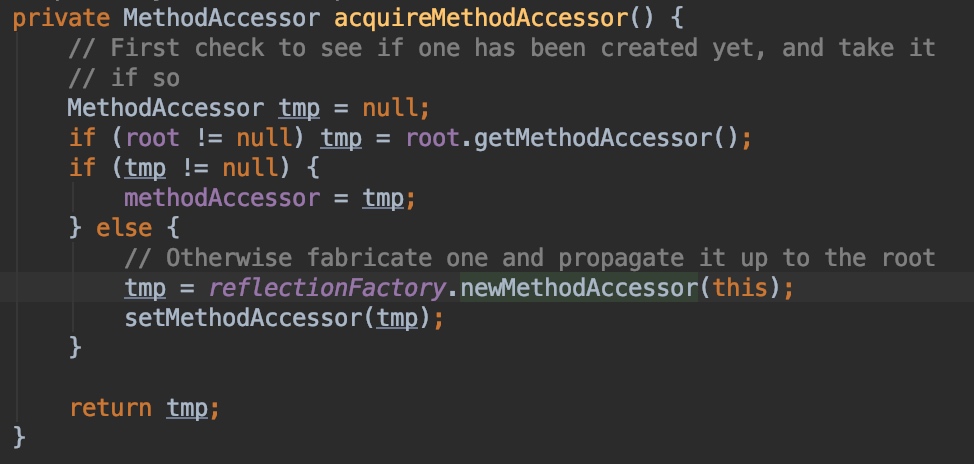 private MethodAccessor acquireMethodAccessor() {
// First check to see if one has been created yet, and take it
// if so
MethodAccessor tmp = null;
if (root != null) tmp = root.getMethodAccessor();
if (tmp != null) {
methodAccessor = tmp;
} else {
// Otherwise fabricate one and propagate it up to the root
tmp = reflectionFactory.newMethodAccessor(this);
setMethodAccessor(tmp);
}
return tmp;
}